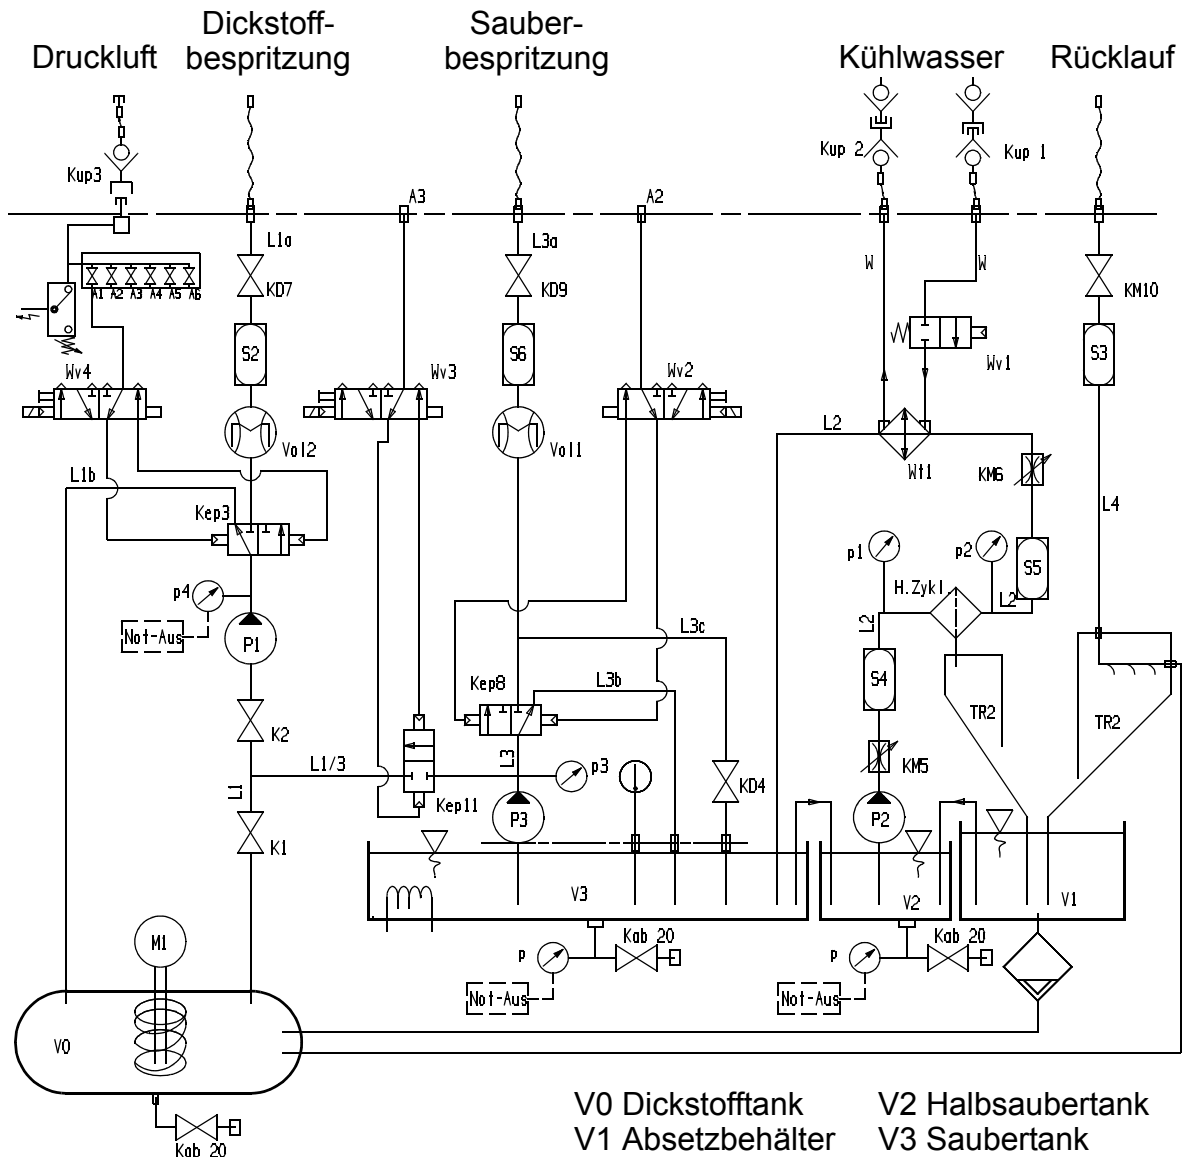 Druckluft
Dickstoff-
bespritzung
Sauber-
bespritzung
Kühlwasser
Rücklauf
Kup3
Kup 2
Kup 1
A3
A2
L1a
L3a
W
W
KD7
KD9
KM10
A1 A2 A3 A4 A5 A6
S2
S6
S3
Wv1
Wv4
Wv3
Wv2
Vol2
Vol1
L2
Wt1
KM6
L1b
L4
Kep3
p1
p2
S5
H.Zykl.
L2
p4
L2
Not-Aus
P1
L3c
S4
Kep8
L3b
TR2
TR2
K2
L3
KM5
L1/3
p3
KD4
L1
Kep11
P3
P2
K1
V3
V2
V1
M1
Kab 20
Kab 20
p
p
Not-Aus
Not-Aus
V0
Kab 20
V0 Dickstofftank
V2 Halbsaubertank
V1 Absetzbehälter
V3 Saubertank